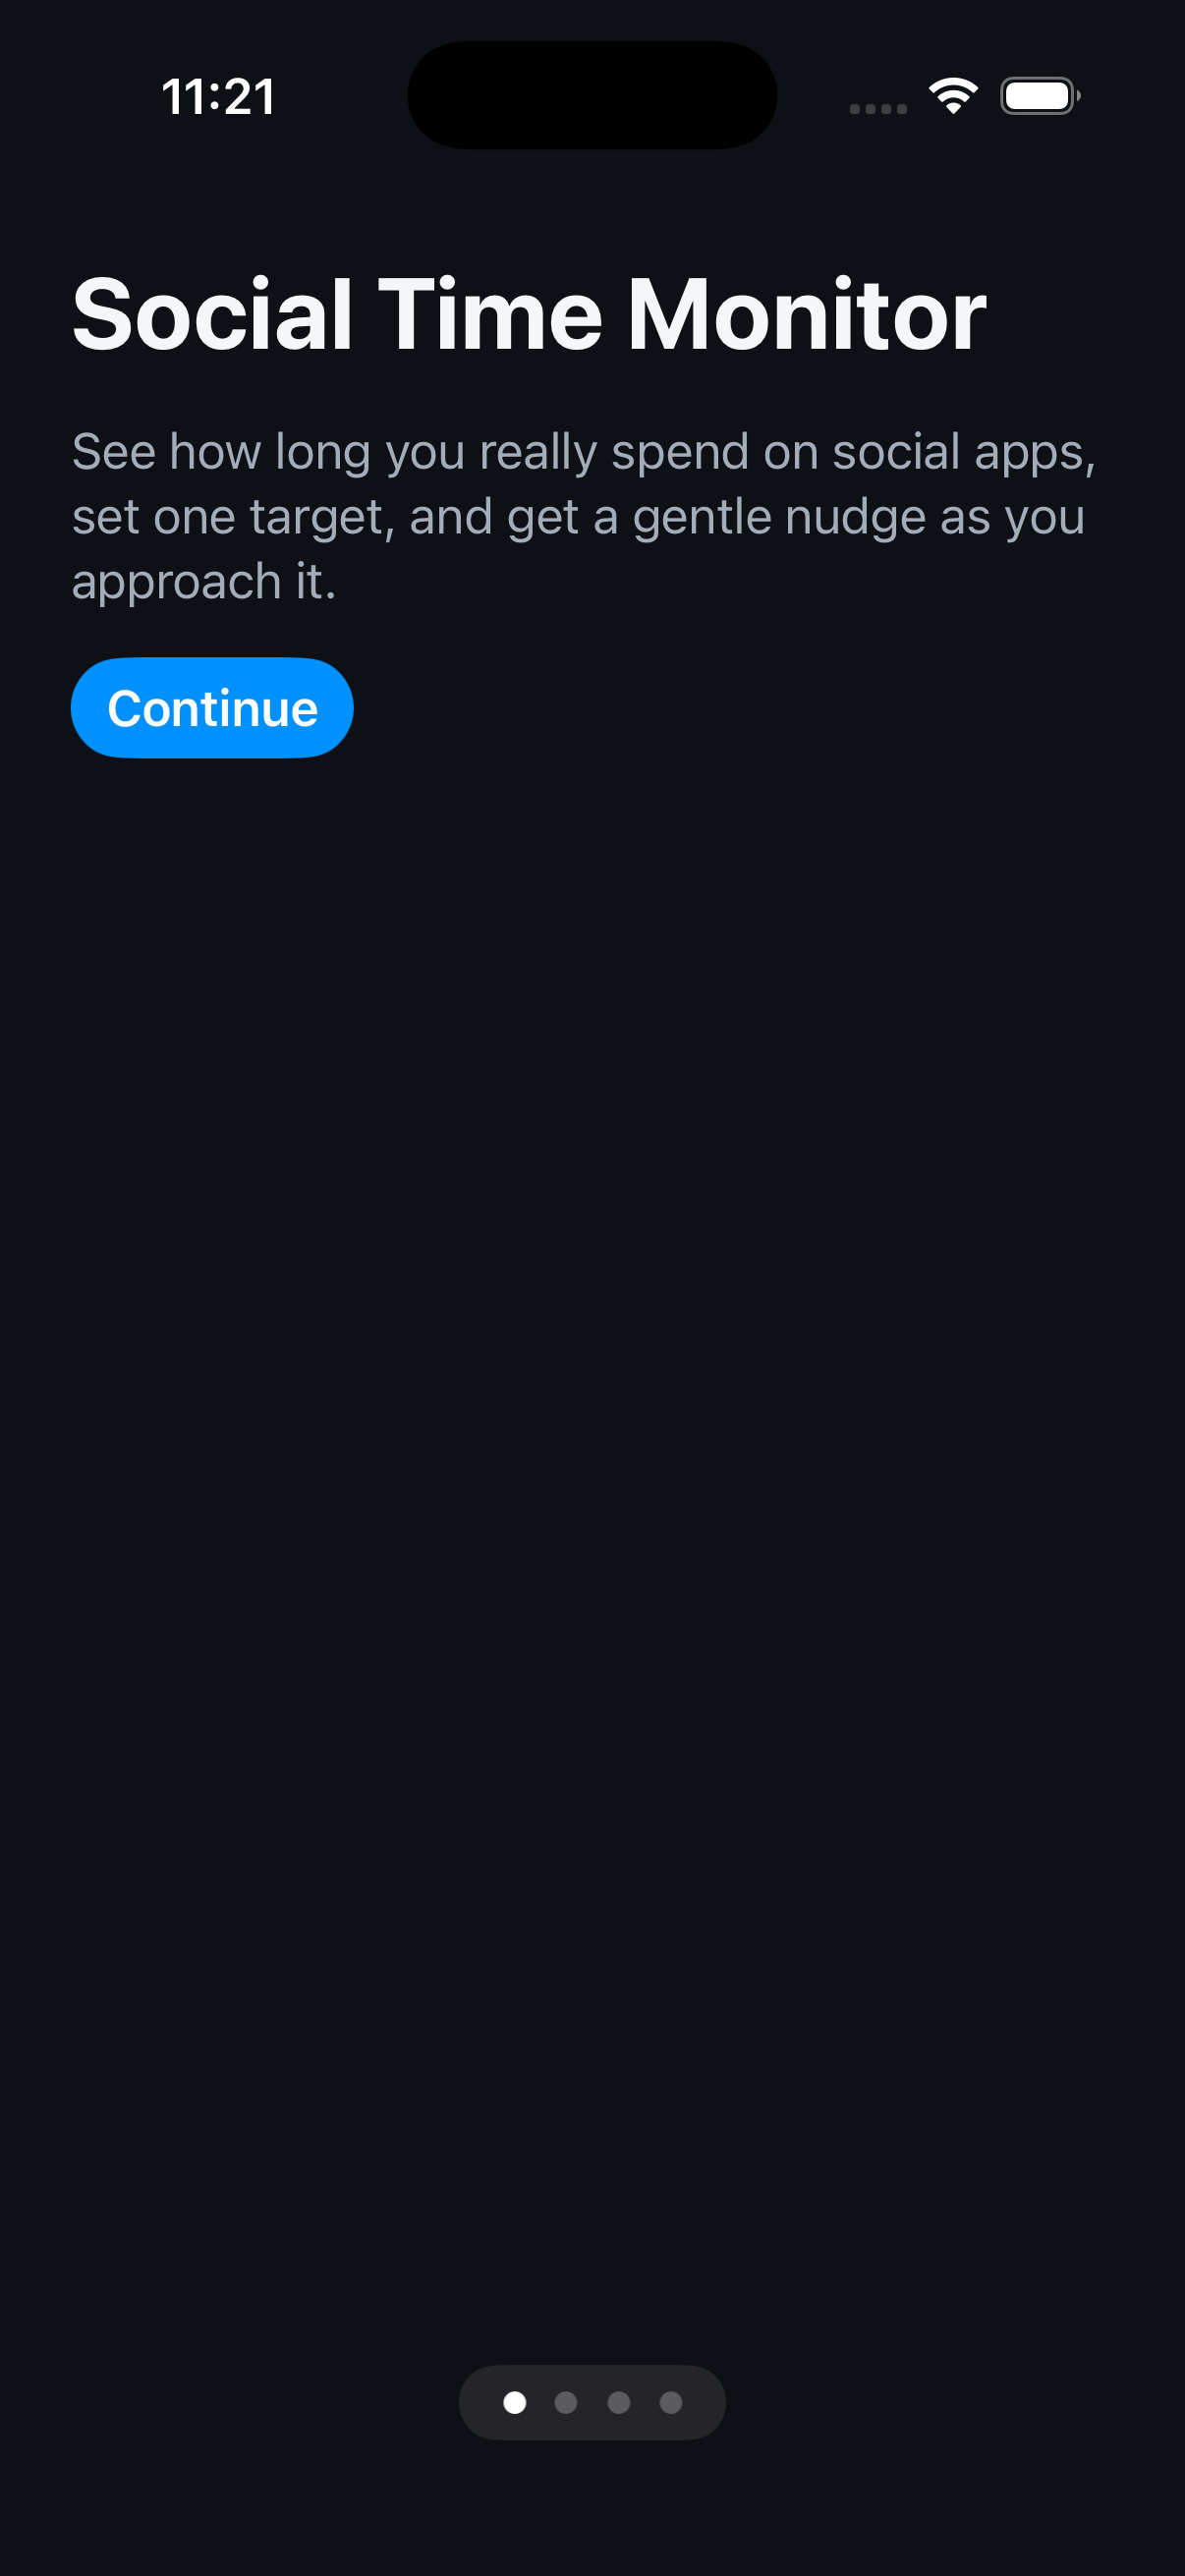 11:21
Social Time Monitor
See how long you really spend on social apps,
set one target, and get a gentle nudge as you
approach it.
Continue